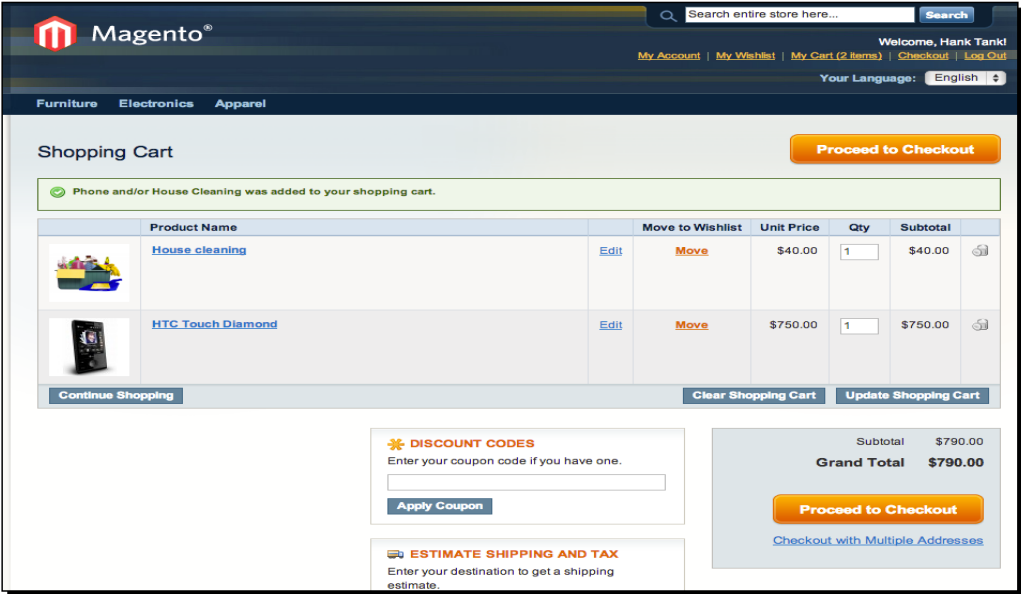 Search entire store here...
Search
Magento®
Welcome, Hank Tank!
My Account | My Wishlist | My Cart (2 items) | Checkout | Log Out
Your Language: English
Furniture Electronics Apparel
Shopping Cart
Proceed to Checkout
Phone and/or House Cleaning was added to your shopping cart.
Product Name Move to Wishlist Unit Price Qty Subtotal
House cleaning Edit Move $40.00 1 $40.00
HTC Touch Diamond Edit Move $750.00 1 $750.00
Continue Shopping Clear Shopping Cart Update Shopping Cart
DISCOUNT CODES
Enter your coupon code if you have one.
Apply Coupon
Subtotal $790.00
Grand Total $790.00
Proceed to Checkout
Checkout with Multiple Addresses
ESTIMATE SHIPPING AND TAX
Enter your destination to get a shipping
estimate.